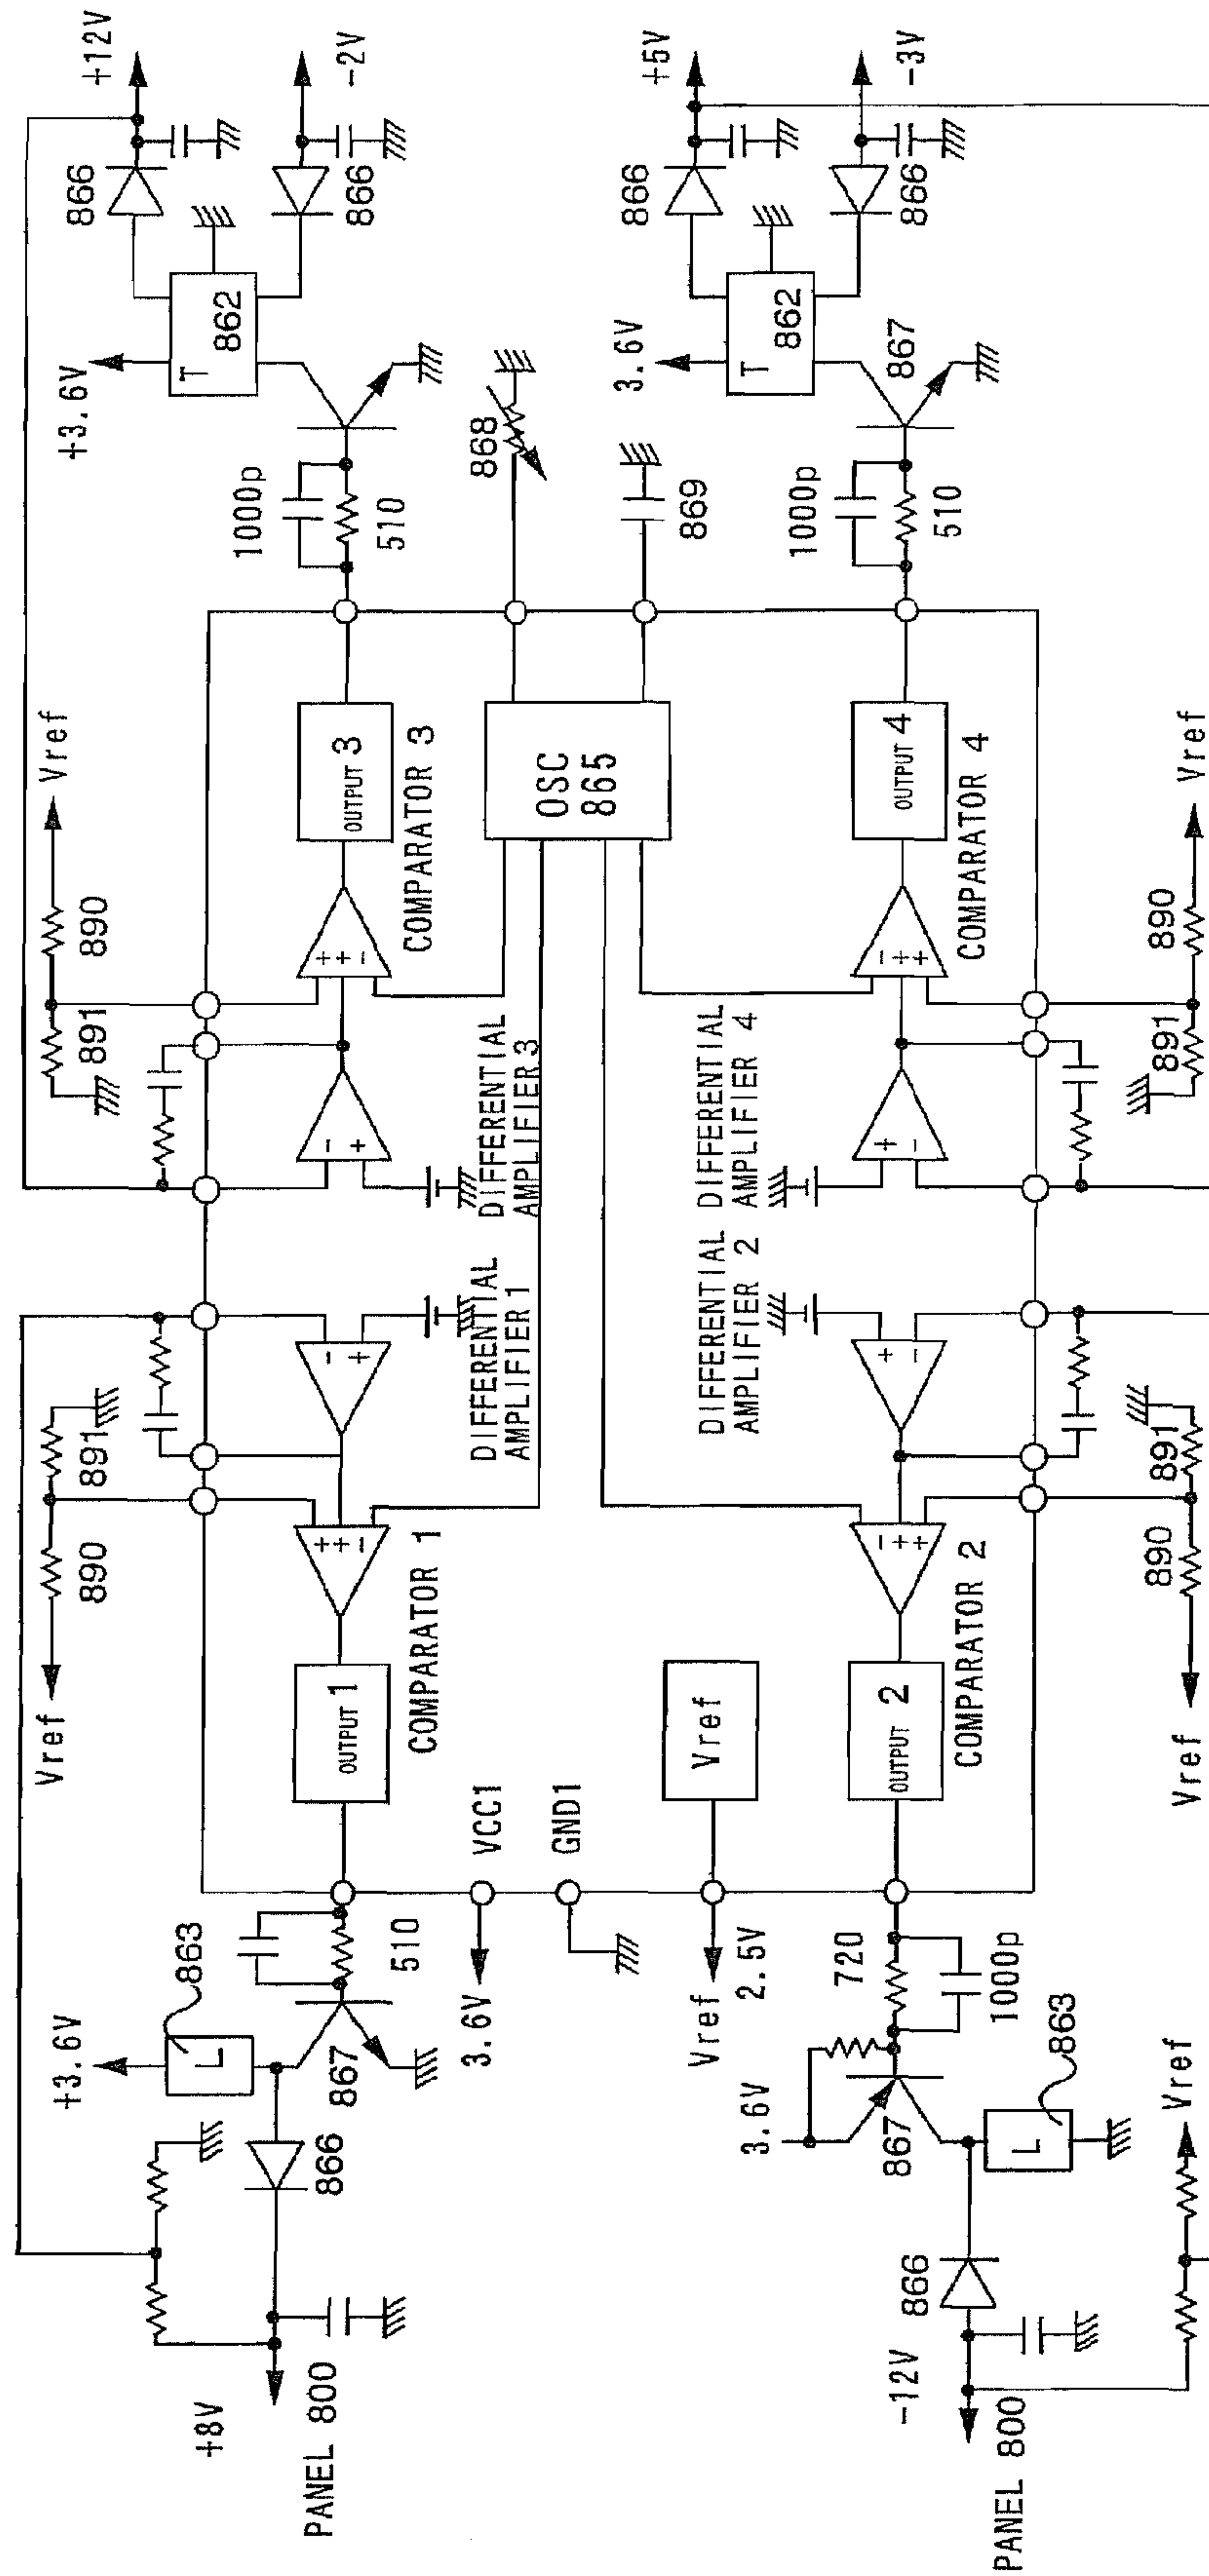 +8V
PANEL 800
+3.6V
863
L
866
867
510
3.6V
VCC1
GND1
Vref
890
891
OUTPUT 1
COMPARATOR 1
+
+
-
-
+
DIFFERENTIAL
AMPLIFIER 1
DIFFERENTIAL
AMPLIFIER 3
-
+
+
+
-
891
890
Vref
OUTPUT 3
COMPARATOR 3
1000p
510
+3.6V
T
862
866
+12V
866
-2V
OSC
865
868
869
-12V
PANEL 800
866
3.6V
867
L
863
720
1000p
Vref
2.5V
Vref
Vref
OUTPUT 2
COMPARATOR 2
-
+
+
+
-
DIFFERENTIAL
AMPLIFIER 2
DIFFERENTIAL
AMPLIFIER 4
+
-
-
+
+
OUTPUT 4
COMPARATOR 4
Vref
890
891
891
890
Vref
1000p
510
3.6V
T
862
867
866
+5V
866
-3V
Vref